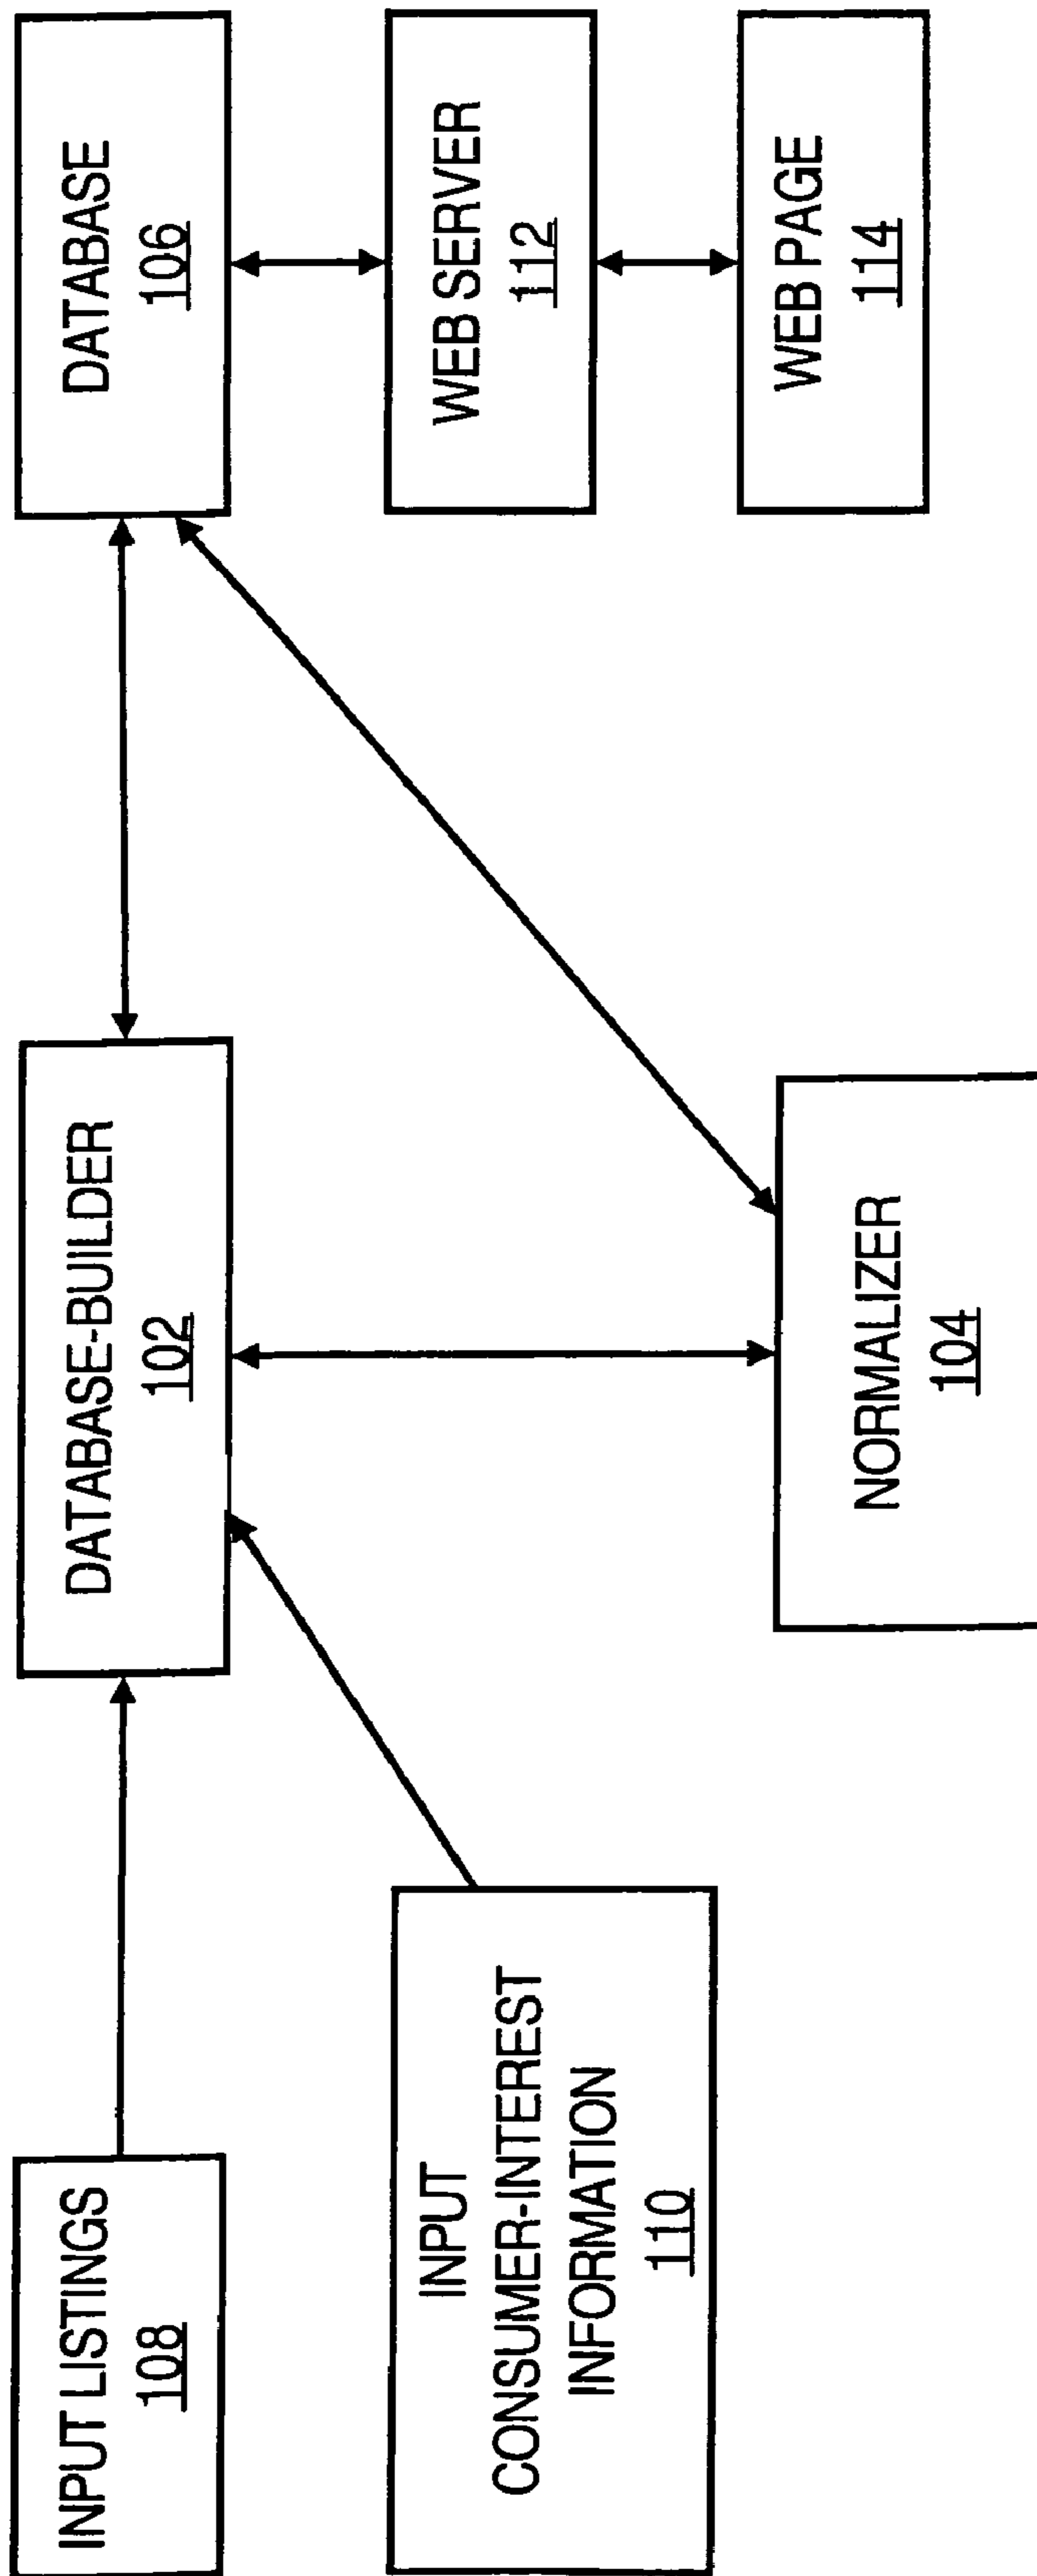 INPUT LISTINGS
108
INPUT
CONSUMER-INTEREST
INFORMATION
110
DATABASE-BUILDER
102
NORMALIZER
104
DATABASE
106
WEB SERVER
112
WEB PAGE
114